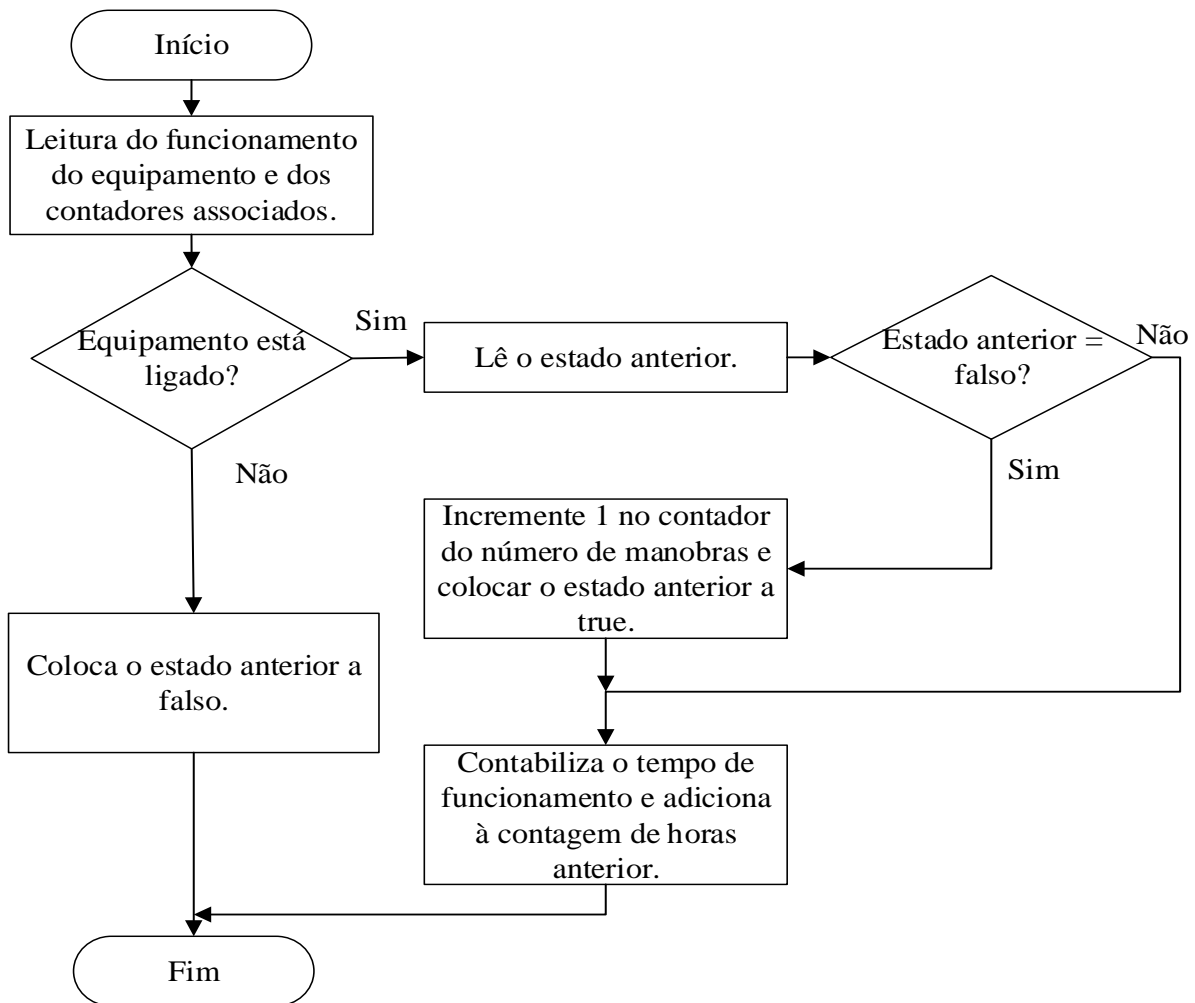 Início
Leitura do funcionamento
do equipamento e dos
contadores associados.
Equipamento está
ligado?
Sim
Lê o estado anterior.
Estado anterior =
falso?
Não
Sim
Não
Incremente 1 no contador
do número de manobras e
colocar o estado anterior a
true.
Coloca o estado anterior a
falso.
Contabiliza o tempo de
funcionamento e adiciona
à contagem de horas
anterior.
Fim